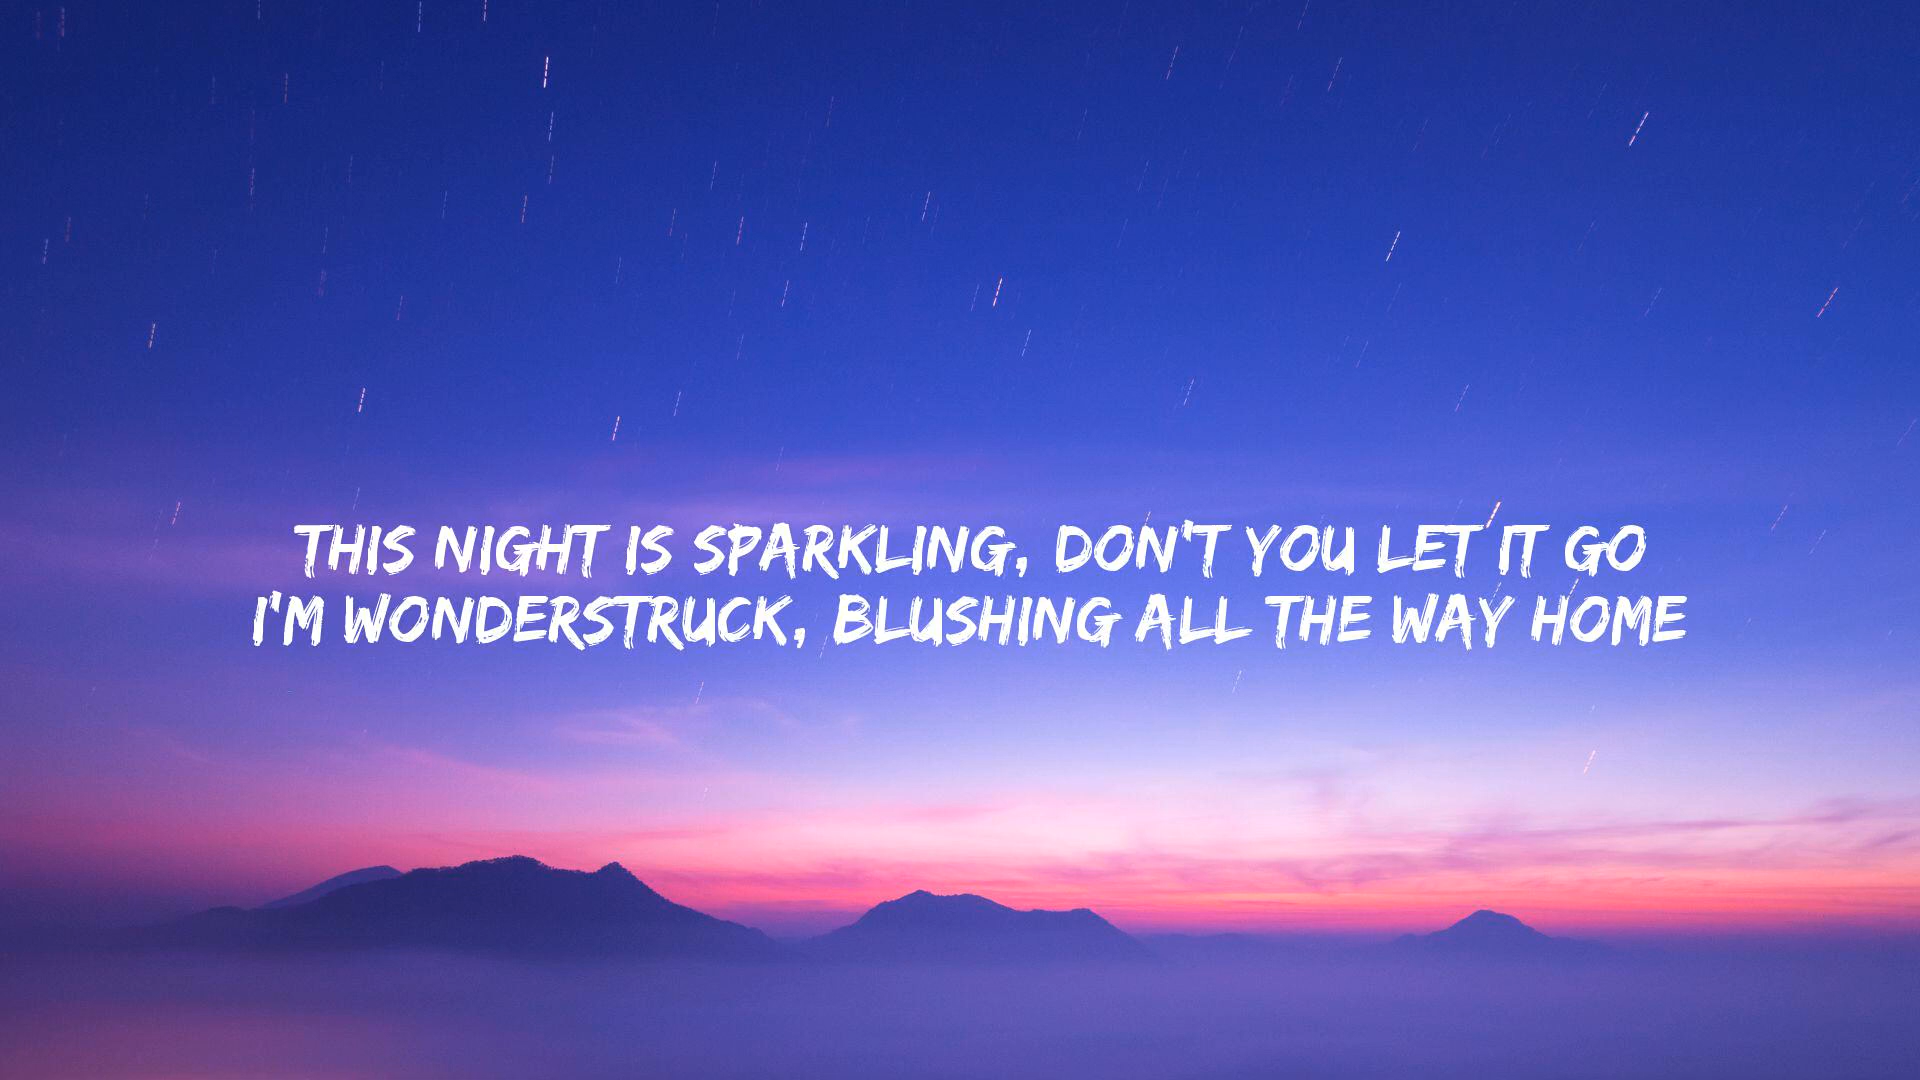 THIS NIGHT IS SPARKLING, DON'T YOU LET IT GO
I'M WONDERSTRUCK, BLUSHING ALL THE WAY HOME